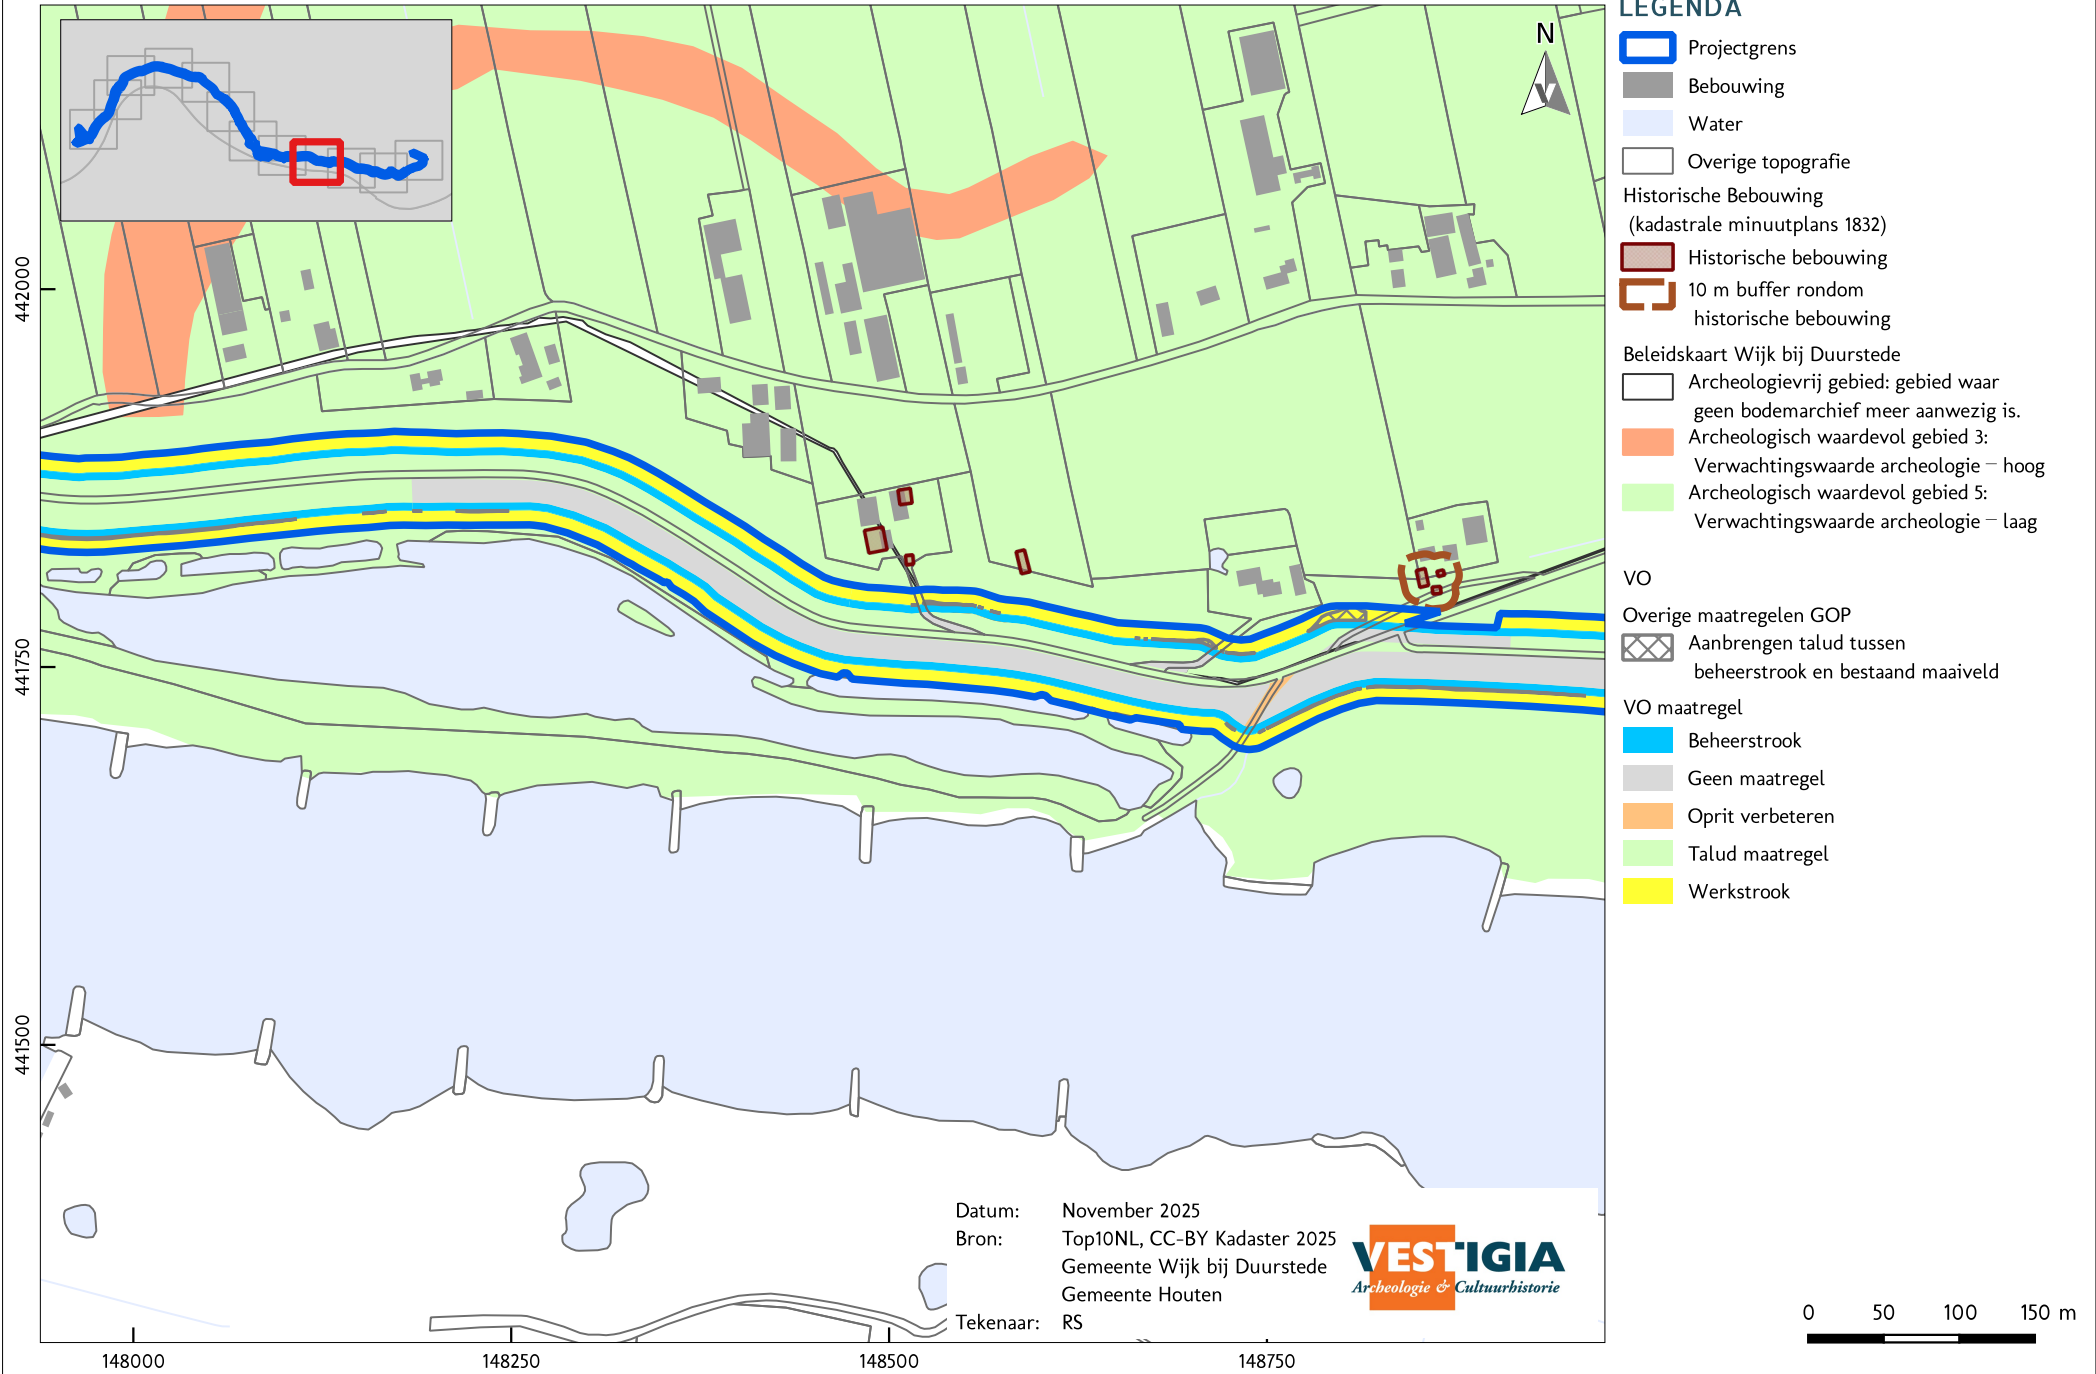 LEGENDA
Projectgrens
Bebouwing
Water
Overige topografie
Historische Bebouwing
(kadastrale minuutplans 1832)
Historische bebouwing
10 m buffer rondom
historische bebouwing
Beleidskaart Wijk bij Duurstede
Archeologievrij gebied: gebied waar
geen bodemarchief meer aanwezig is.
Archeologisch waardevol gebied 3:
Verwachtingswaarde archeologie – hoog
Archeologisch waardevol gebied 5:
Verwachtingswaarde archeologie – laag
VO
Overige maatregelen GOP
Aanbrengen talud tussen
beheerstrook en bestaand maaiveld
VO maatregel
Beheerstrook
Geen maatregel
Oprit verbeteren
Talud maatregel
Werkstrook
N
442000
441750
441500
148000
148250
148500
148750
Datum: November 2025
Bron: Top10NL, CC-BY Kadaster 2025
Gemeente Wijk bij Duurstede
Gemeente Houten
Tekenaar: RS
VESTIGIA
Archeologie & Cultuurhistorie
0 50 100 150 m